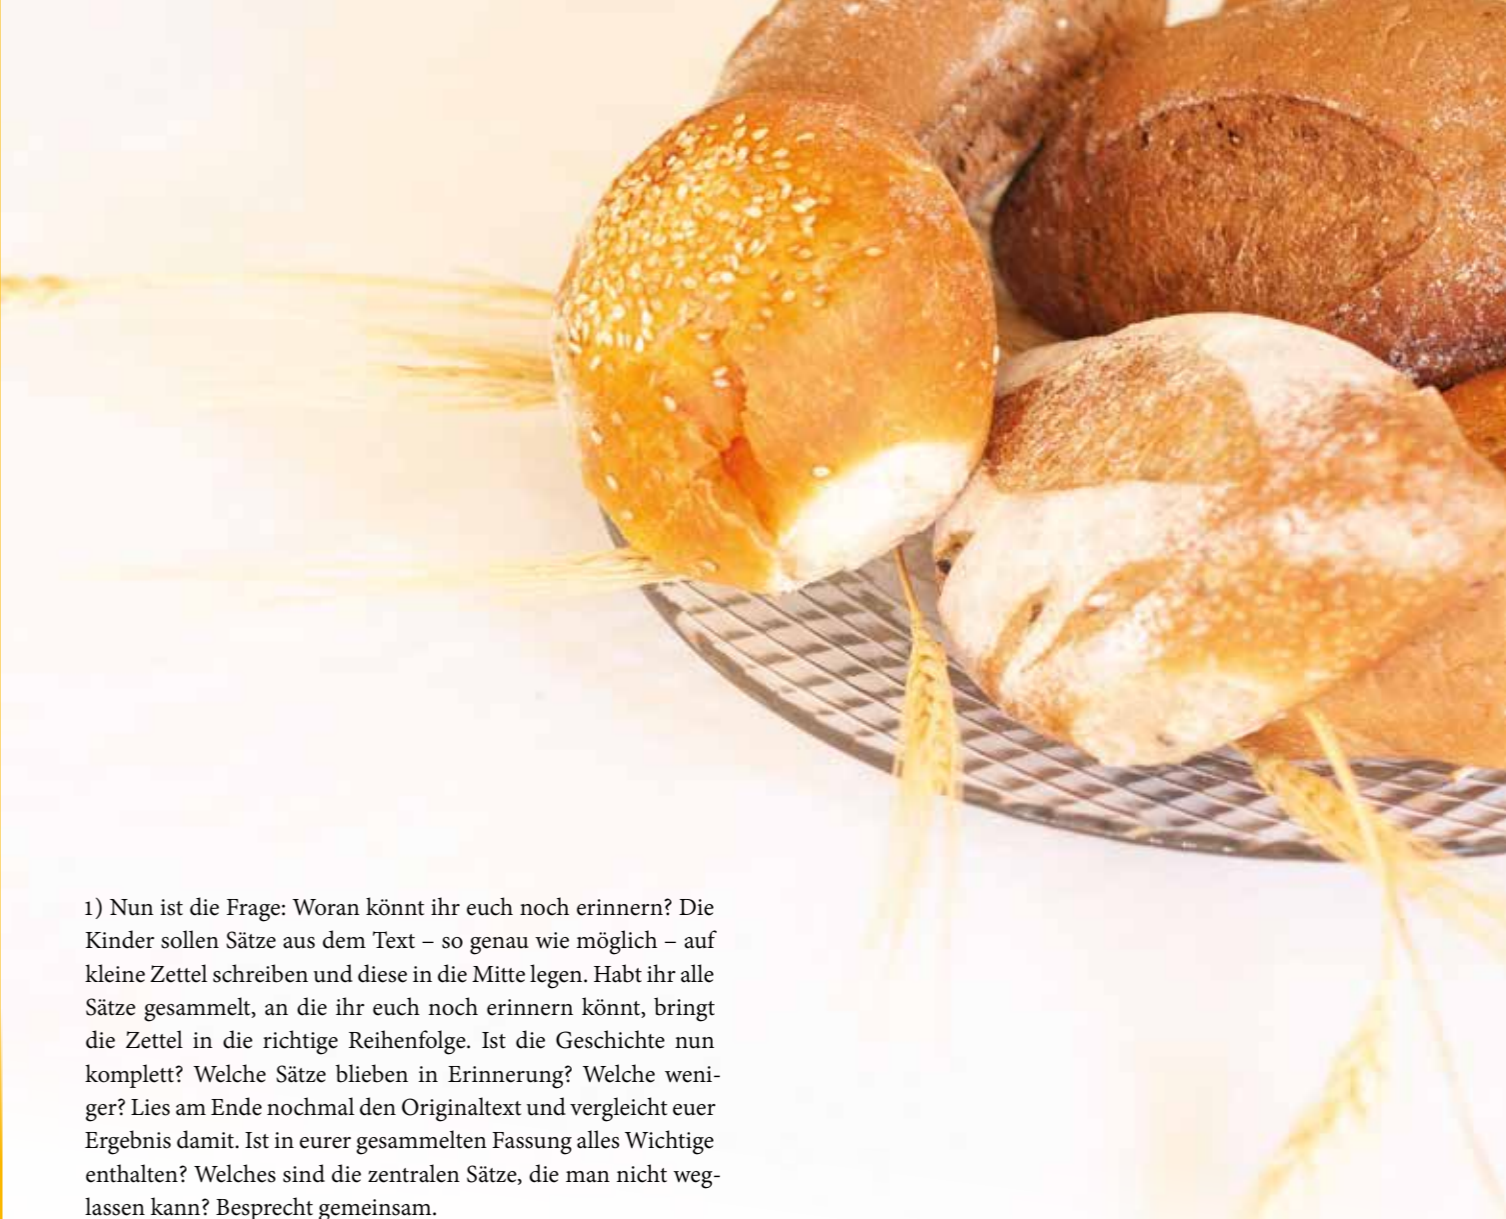 1) Nun ist die Frage: Woran könnt ihr euch noch erinnern? Die
Kinder sollen Sätze aus dem Text – so genau wie möglich – auf
kleine Zettel schreiben und diese in die Mitte legen. Habt ihr alle
Sätze gesammelt, an die ihr euch noch erinnern könnt, bringt
die Zettel in die richtige Reihenfolge. Ist die Geschichte nun
komplett? Welche Sätze blieben in Erinnerung? Welche weni-
ger? Lies am Ende nochmal den Originaltext und vergleicht euer
Ergebnis damit. Ist in eurer gesammelten Fassung alles Wichtige
enthalten? Welches sind die zentralen Sätze, die man nicht weg-
lassen kann? Besprecht gemeinsam.